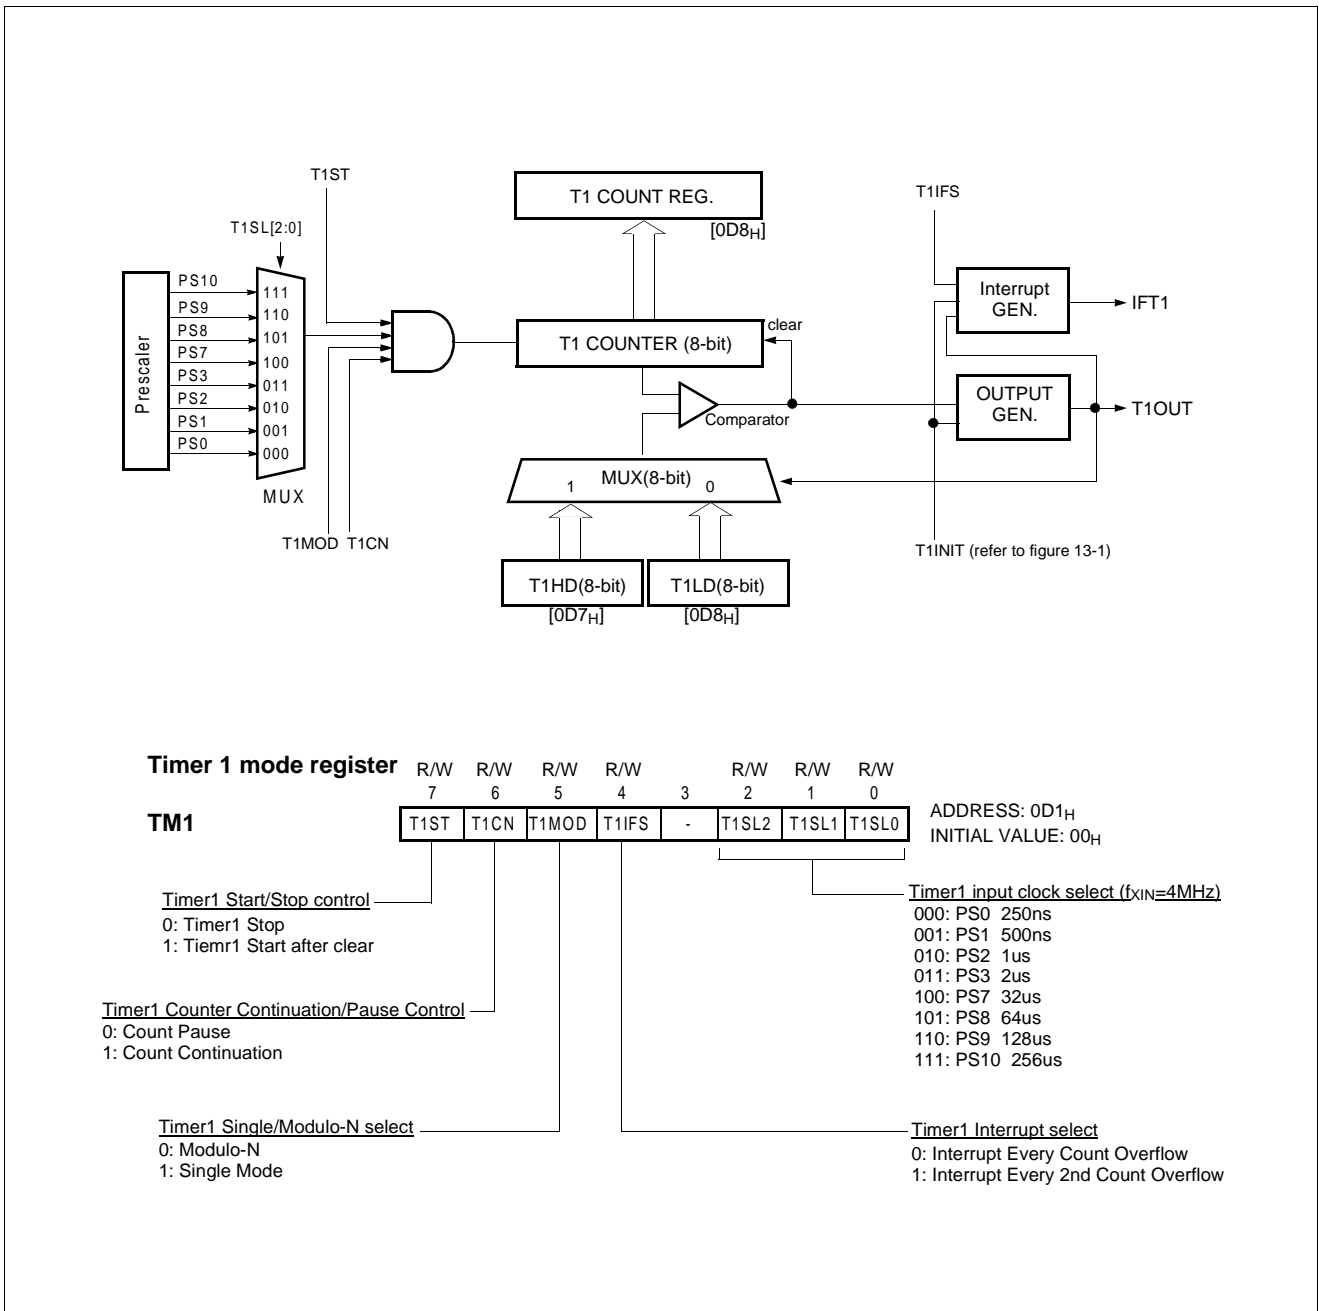 T1ST
T1 COUNT REG.
T1IFS
T1SL[2:0]
[0D8H]
Prescaler
PS10
PS9
PS8
PS7
PS3
PS2
PS1
PS0
111
110
101
100
011
010
001
000
MUX
T1MOD T1CN
T1 COUNTER (8-bit)
clear
Comparator
MUX(8-bit)
1 0
T1HD(8-bit)
[0D7H]
T1LD(8-bit)
[0D8H]
Interrupt
GEN.
IFT1
OUTPUT
GEN.
T1OUT
T1INIT (refer to figure 13-1)
Timer 1 mode register
R/W R/W R/W R/W R/W R/W R/W
7 6 5 4 3 2 1 0
TM1
T1ST T1CN T1MOD T1IFS - T1SL2 T1SL1 T1SL0
ADDRESS: 0D1H
INITIAL VALUE: 00H
Timer1 Start/Stop control
0: Timer1 Stop
1: Tiemr1 Start after clear
Timer1 input clock select (fXIN=4MHz)
000: PS0 250ns
001: PS1 500ns
010: PS2 1us
011: PS3 2us
100: PS7 32us
101: PS8 64us
110: PS9 128us
111: PS10 256us
Timer1 Counter Continuation/Pause Control
0: Count Pause
1: Count Continuation
Timer1 Single/Modulo-N select
0: Modulo-N
1: Single Mode
Timer1 Interrupt select
0: Interrupt Every Count Overflow
1: Interrupt Every 2nd Count Overflow